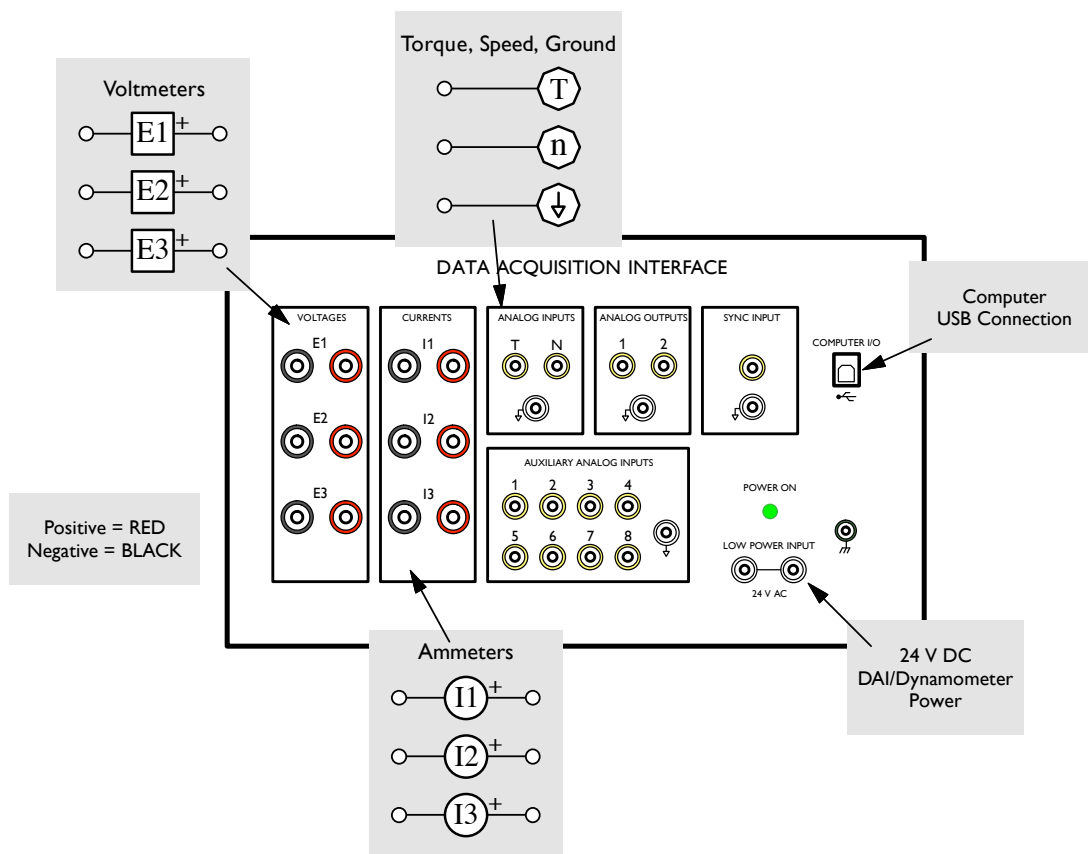 Torque, Speed, Ground
T
n
Voltmeters
E1 +
E2 +
E3 +
DATA ACQUISITION INTERFACE
Computer
USB Connection
VOLTAGES
E1
E2
E3
CURRENTS
I1
I2
I3
ANALOG INPUTS
T N
ANALOG OUTPUTS
1 2
SYNC INPUT
COMPUTER I/O
AUXILIARY ANALOG INPUTS
1 2 3 4
5 6 7 8
POWER ON
LOW POWER INPUT
24 V AC
Positive = RED
Negative = BLACK
Ammeters
I1 +
I2 +
I3 +
24 V DC
DAI/Dynamometer
Power